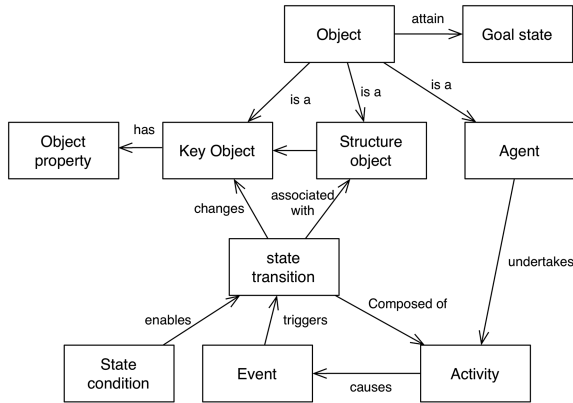 Object
attain
Goal state
is a
is a
is a
Object
property
has
Key Object
Structure
object
Agent
changes
associated
with
state
transition
undertakes
enables
triggers
Composed of
State
condition
Event
causes
Activity